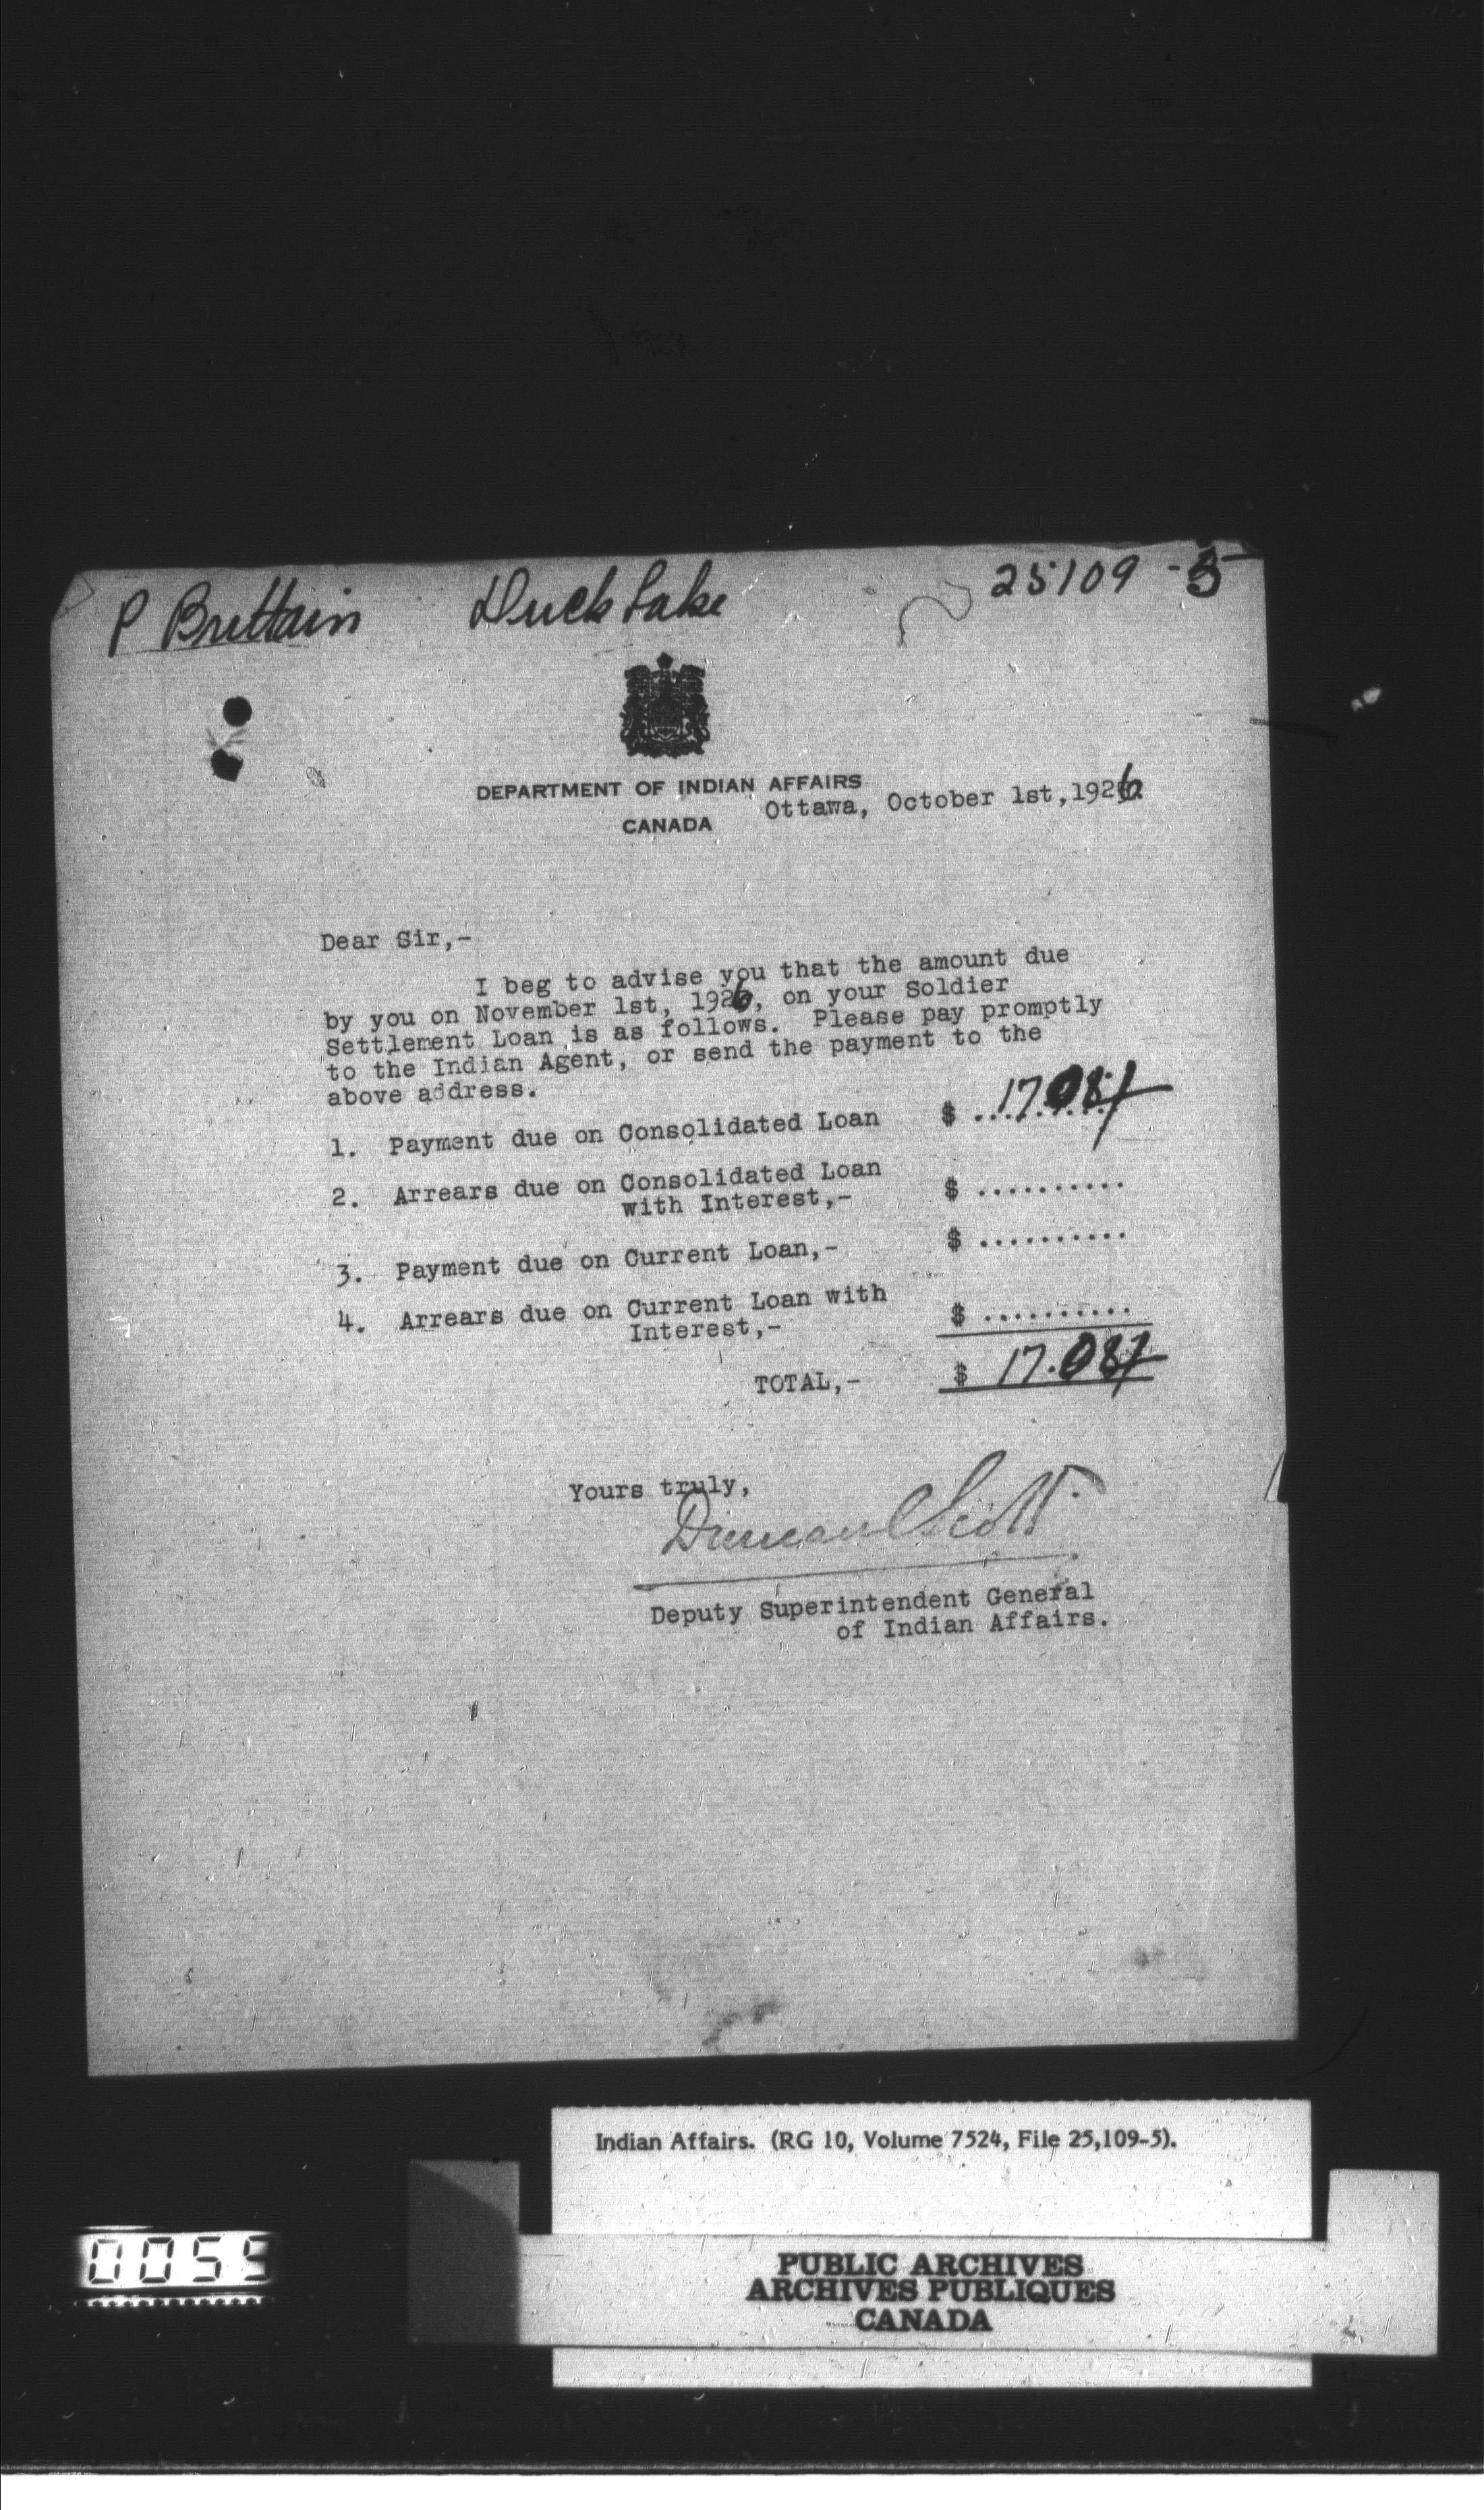 P Brittain Duck Lake 25109-5
DEPARTMENT OF INDIAN AFFAIRS
CANADA
Ottawa, October 1st, 1926
Dear Sir,-
I beg to advise you that the amount due
by you on November 1st, 1926, on your Soldier
Settlement Loan is as follows. Please pay promptly
to the Indian Agent, or send the payment to the
above address.
1. Payment due on Consolidated Loan $ 17.08
2. Arrears due on Consolidated Loan
with Interest,- $ ..........
3. Payment due on Current Loan,- $ ..........
4. Arrears due on Current Loan with
Interest,- $ ..........
TOTAL,- $ 17.08
Yours truly,
Duncan C Scott
Deputy Superintendent General
of Indian Affairs.
Indian Affairs. (RG 10, Volume 7524, File 25,109-5).
PUBLIC ARCHIVES
ARCHIVES PUBLIQUES
CANADA
0055